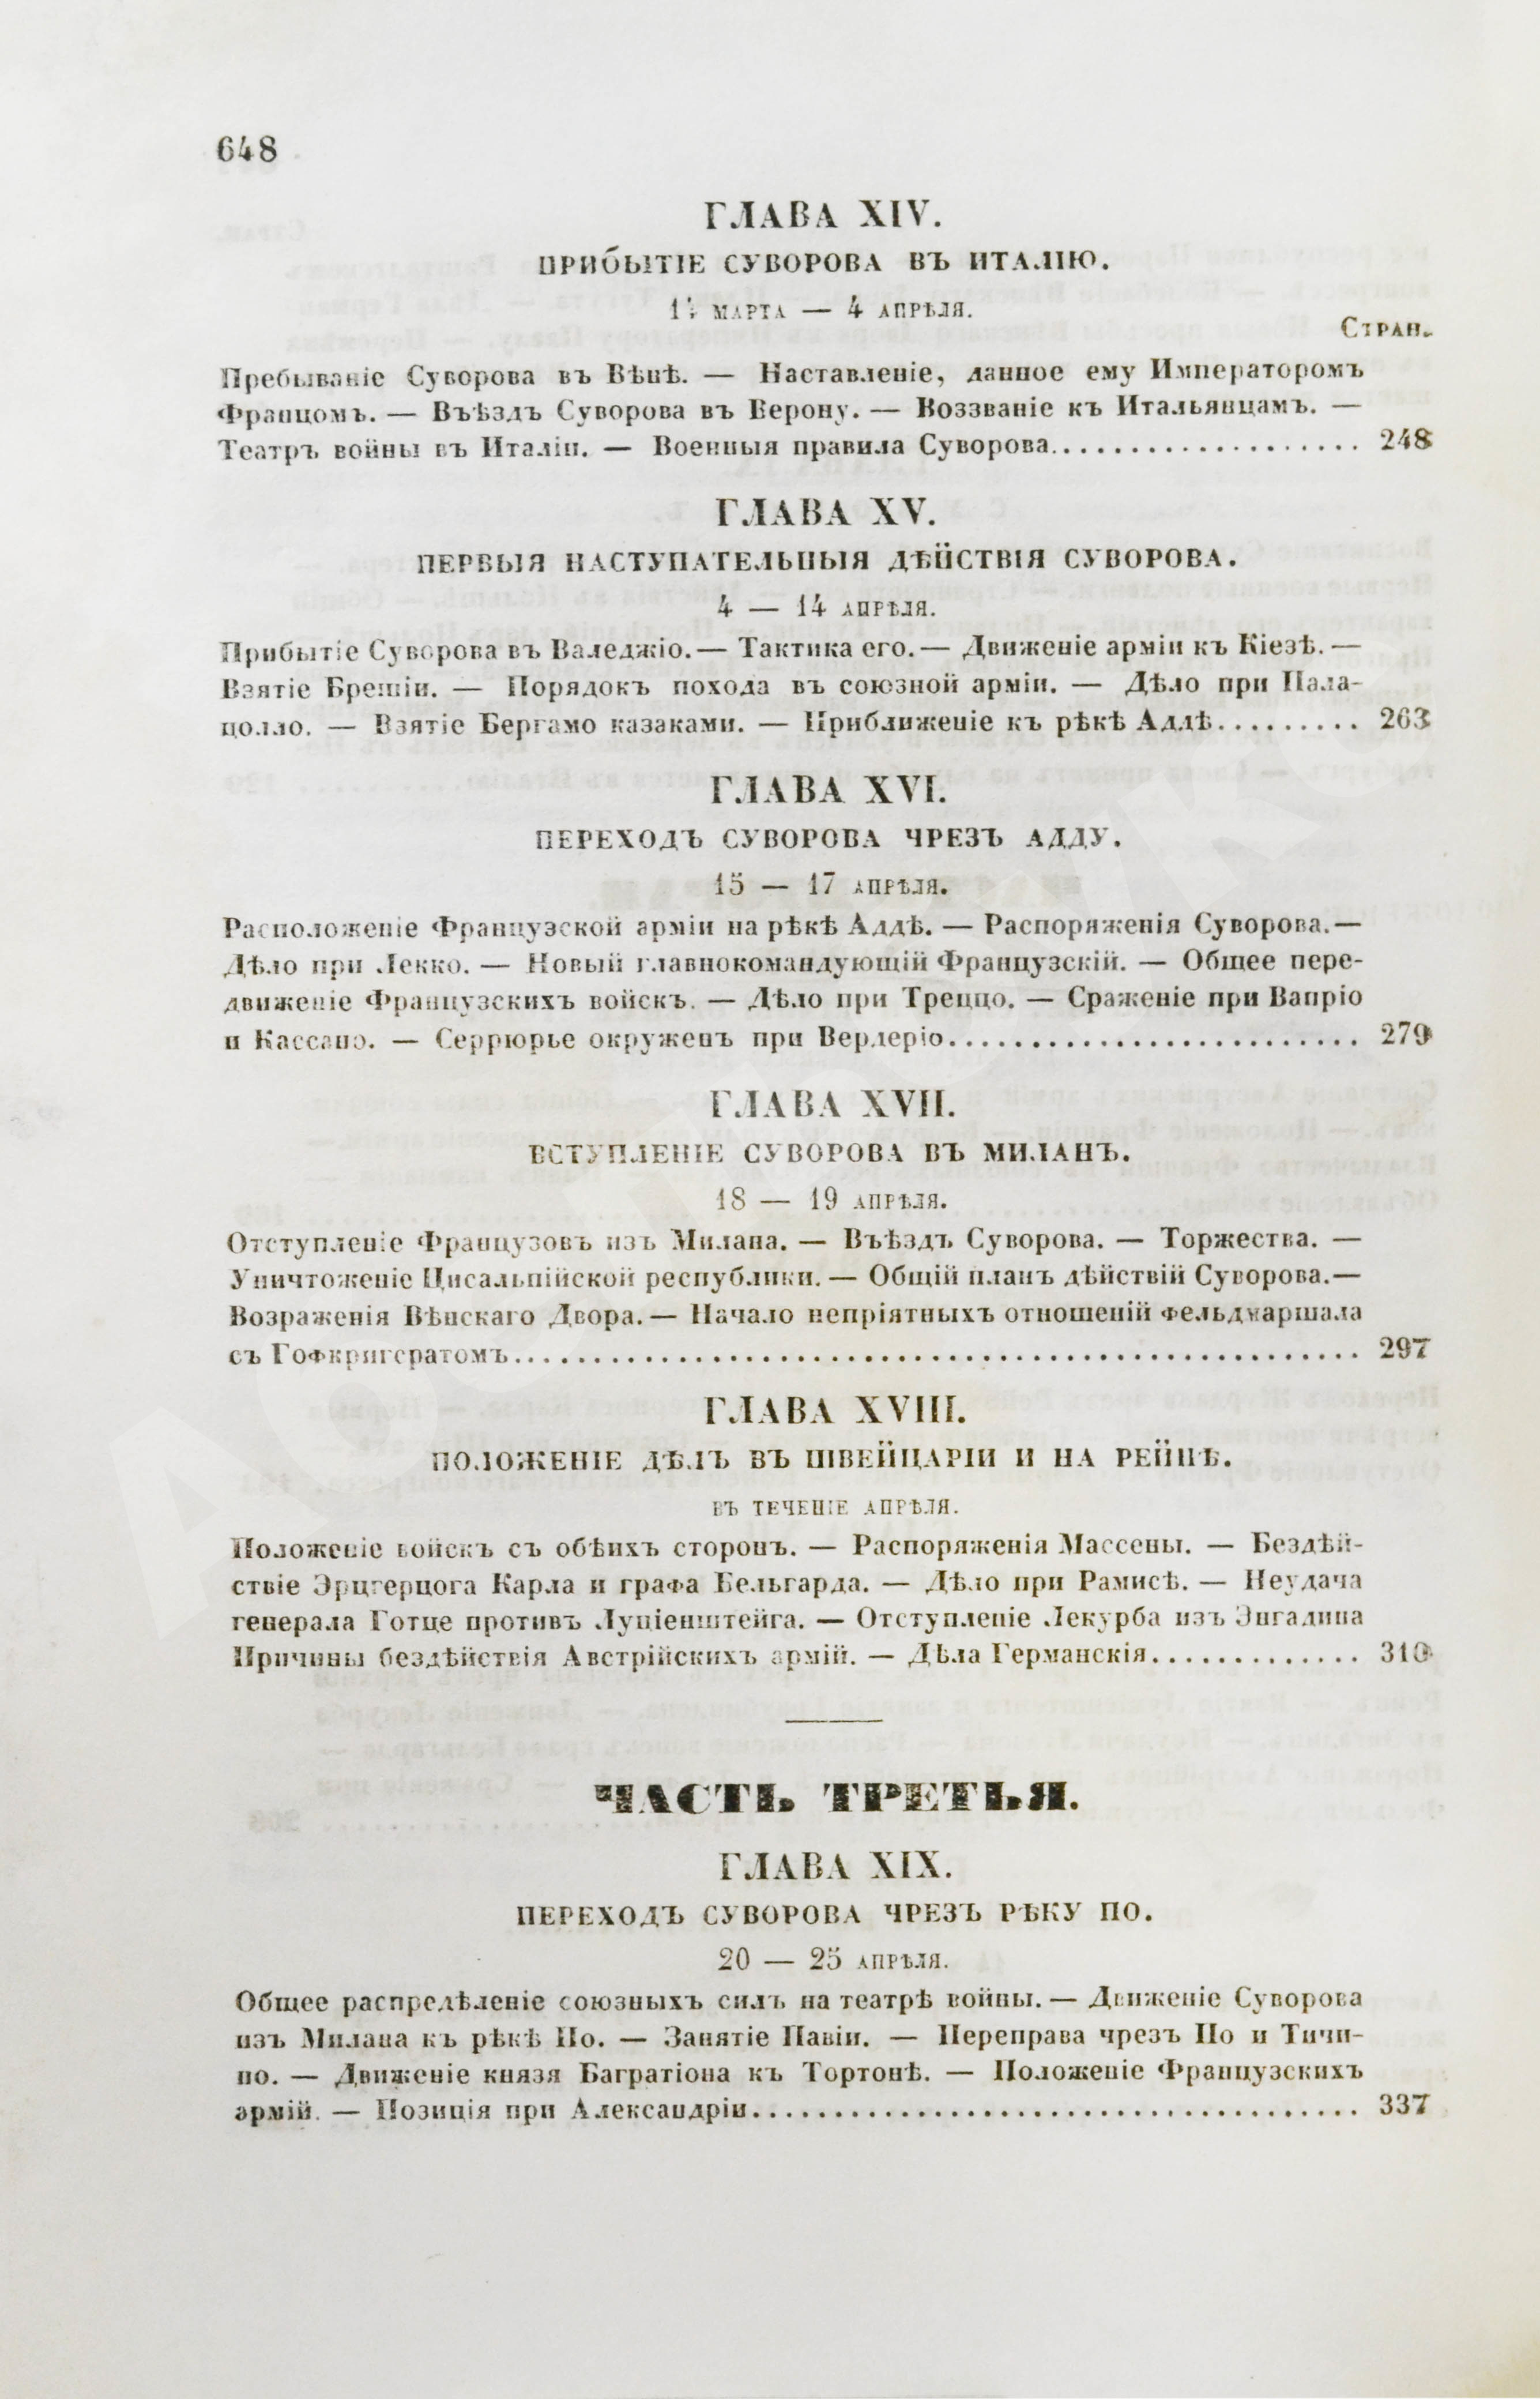 648
ГЛАВА XIV.
ПРИБЫТІЕ СУВОРОВА ВЪ ИТАЛІЮ.
МАРТА — 4 АПРѢЛЯ.
СТРАН.
Пребываніе Суворова въ Вѣнѣ. — Наставленіе, данное ему Императоромъ
Францомъ. — Въѣздъ Суворова въ Верону. — Воззваніе къ Итальянцамъ. —
Театръ войны въ Италіи. — Военныя правила Суворова................... 248
ГЛАВА XV.
ПЕРВЫЯ НАСТУПАТЕЛЬНЫЯ ДѢЙСТВІЯ СУВОРОВА.
4 — 14 АПРѢЛЯ.
Прибытіе Суворова въ Валеджіо. — Тактика его. — Движеніе арміи къ Кіезѣ. —
Взятіе Брешіи. — Порядокъ похода въ союзной арміи. — Дѣло при Пала-
цолло. — Взятіе Бергамо казаками. — Приближеніе къ рѣкѣ Аддѣ......... 263
ГЛАВА XVI.
ПЕРЕХОДЪ СУВОРОВА ЧРЕЗЪ АДДУ.
15 — 17 АПРѢЛЯ.
Расположеніе Французской арміи на рѣкѣ Аддѣ. — Распоряженія Суворова. —
Дѣло при Лекко. — Новый главнокомандующій Французскій. — Общее пере-
движеніе Французскихъ войскъ. — Дѣло при Треццо. — Сраженіе при Вапріо
и Кассано. — Серрюрье окруженъ при Верлеріо.......................... 279
ГЛАВА XVII.
ВСТУПЛЕНІЕ СУВОРОВА ВЪ МИЛАНЪ.
18 — 19 АПРѢЛЯ.
Отступленіе Французовъ изъ Милана. — Въѣздъ Суворова. — Торжества. —
Уничтоженіе Цисальпійской республики. — Общій планъ дѣйствій Суворова. —
Возраженія Вѣнскаго Двора. — Начало непріятныхъ отношеній Фельдмаршала
съ Гофкригсратомъ..................................................... 297
ГЛАВА XVIII.
ПОЛОЖЕНІЕ ДѢЛЪ ВЪ ШВЕЙЦАРІИ И НА РЕЙНѢ.
ВЪ ТЕЧЕНІЕ АПРѢЛЯ.
Положеніе войскъ съ обѣихъ сторонъ. — Распоряженія Массены. — Бездѣй-
ствіе Эрцгерцога Карла и графа Бельгарда. — Дѣло при Рамисѣ. — Неудача
генерала Готце противъ Луціенштейга. — Отступленіе Лекурба изъ Энгадина
Причины бездѣйствія Австрійскихъ армій. — Дѣла Германскія............. 310
ЧАСТЬ ТРЕТЬЯ.
ГЛАВА XIX.
ПЕРЕХОДЪ СУВОРОВА ЧРЕЗЪ РѢКУ ПО.
20 — 25 АПРѢЛЯ.
Общее распредѣленіе союзныхъ силъ на театрѣ войны. — Движеніе Суворова
изъ Милана къ рѣкѣ По. — Занятіе Павіи. — Переправа чрезъ По и Тичи-
но. — Движеніе князя Багратіона къ Тортонѣ. — Положеніе Французскихъ
армій. — Позиція при Александріи...................................... 337